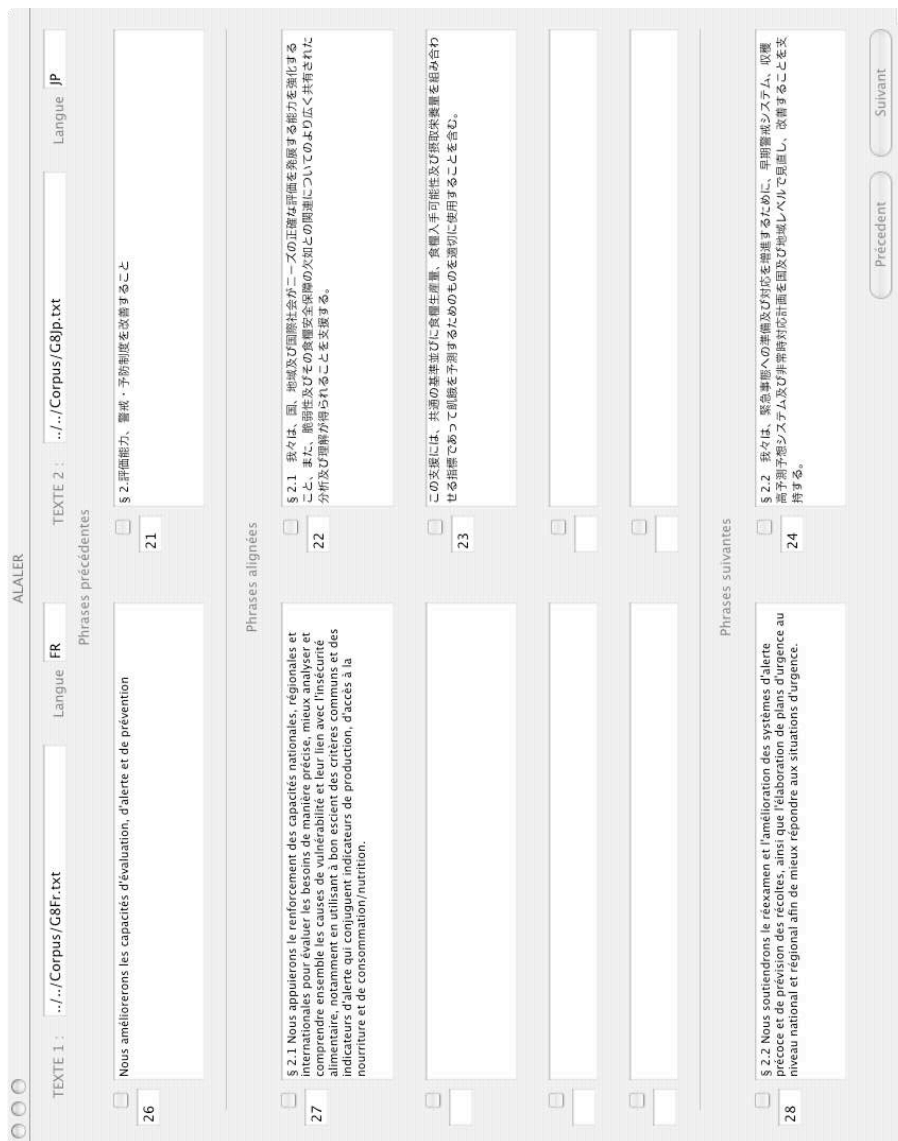 ALALER
TEXTE 1 : ../../Corpus/G8Fr.txt Langue FR TEXTE 2 : ../../Corpus/G8Jp.txt Langue JP
Phrases précédentes
26
Nous améliorerons les capacités d'évaluation, d'alerte et de prévention
21
§ 2.評価能力、警戒・予防制度を改善すること
Phrases alignées
27
§ 2.1 Nous appuierons le renforcement des capacités nationales, régionales et
internationales pour évaluer les besoins de manière précise, mieux analyser et
comprendre ensemble les causes de vulnérabilité et leur lien avec l'insécurité
alimentaire, notamment en utilisant à bon escient des critères communs et des
indicateurs d'alerte qui conjuguent indicateurs de production, d'accès à la
nourriture et de consommation/nutrition.
22
§ 2.1 我々は、国、地域及び国際社会がニーズの正確な評価を発展する能力を強化する
こと、また、脆弱性及びその食糧安全保障の欠如との関連についてのより広く共有された
分析及び理解が得られることを支援する。
23
この支援には、共通の基準並びに食糧生産量、食糧入手可能性及び摂取栄養量を組み合わ
せる指標であって飢餓を予測するためのものを適切に使用することを含む。
Phrases suivantes
28
§ 2.2 Nous soutiendrons le réexamen et l'amélioration des systèmes d'alerte
précoce et de prévision des récoltes, ainsi que l'élaboration de plans d'urgence au
niveau national et régional afin de mieux répondre aux situations d'urgence.
24
§ 2.2 我々は、緊急事態への準備及び対応を増進するために、早期警戒システム、収穫
高予測予想システム及び非常時対応計画を国及び地域レベルで見直し、改善することを支
持する。
Précedent Suivant